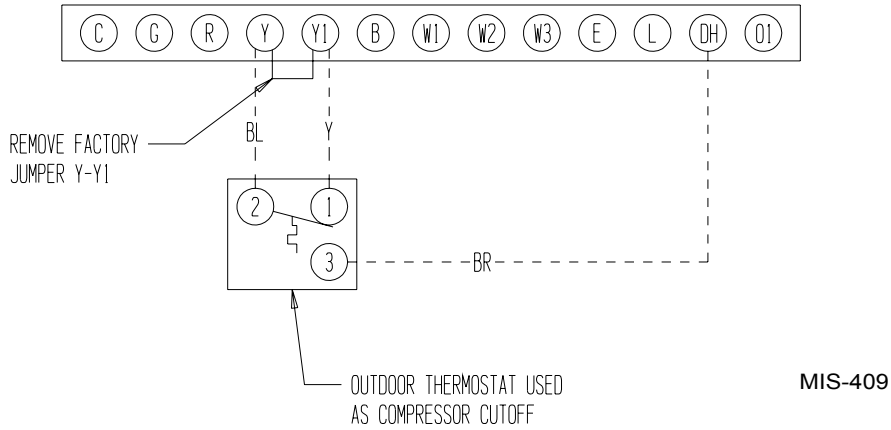 C G R Y Y1 B W1 W2 W3 E L DH O1
REMOVE FACTORY
JUMPER Y-Y1
BL Y
2 1
3
BR
OUTDOOR THERMOSTAT USED
AS COMPRESSOR CUTOFF
MIS-409